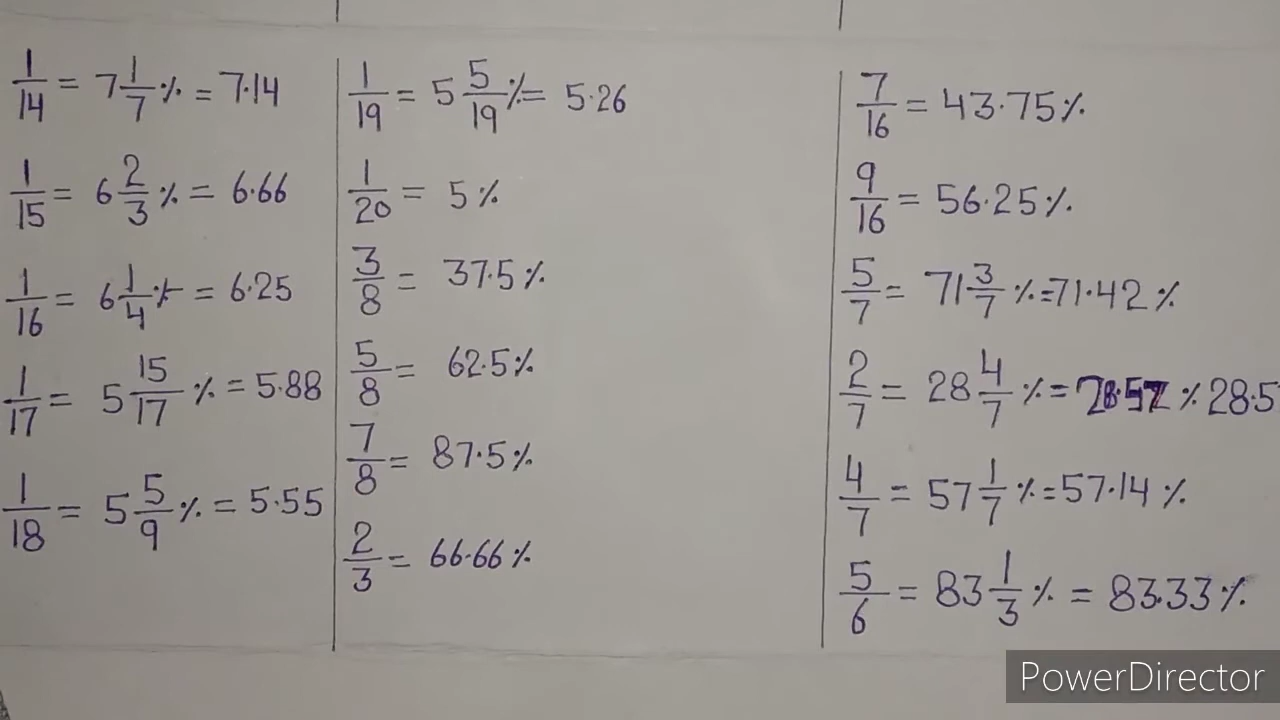 1/14 = 7 1/7 % = 7.14
1/15 = 6 2/3 % = 6.66
1/16 = 6 1/4 % = 6.25
1/17 = 5 15/17 % = 5.88
1/18 = 5 5/9 % = 5.55
1/19 = 5 5/19 % = 5.26
1/20 = 5 %
3/8 = 37.5 %
5/8 = 62.5 %
7/8 = 87.5 %
2/3 = 66.66 %
7/16 = 43.75 %
9/16 = 56.25 %
5/7 = 71 3/7 % = 71.42 %
2/7 = 28 4/7 % = 28.57 % 28.5
4/7 = 57 1/7 % = 57.14 %
5/6 = 83 1/3 % = 83.33 %
PowerDirector